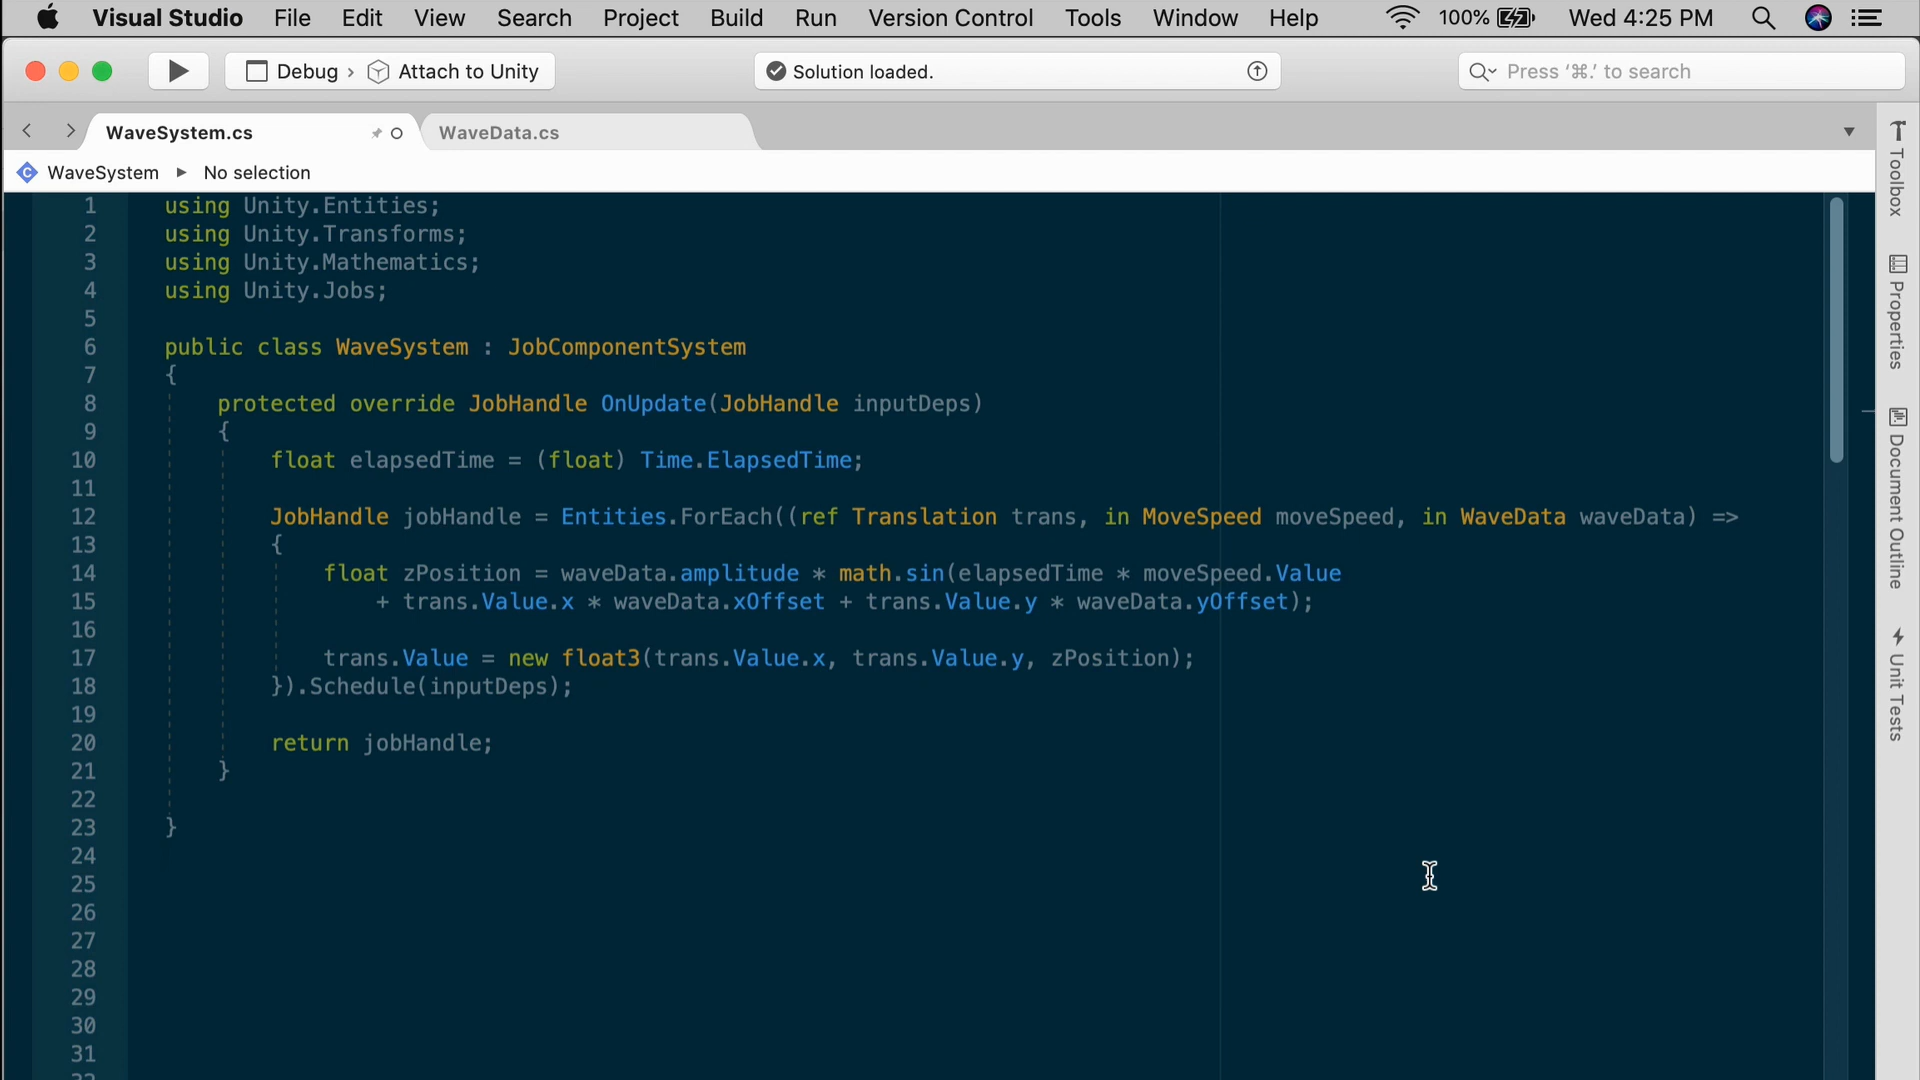 Visual Studio File Edit View Search Project Build Run Version Control Tools Window Help 100% Wed 4:25 PM
Debug › Attach to Unity Solution loaded. Press ‘⌘.’ to search
WaveSystem.cs WaveData.cs
WaveSystem ▸ No selection
1 using Unity.Entities;
2 using Unity.Transforms;
3 using Unity.Mathematics;
4 using Unity.Jobs;
5
6 public class WaveSystem : JobComponentSystem
7 {
8 protected override JobHandle OnUpdate(JobHandle inputDeps)
9 {
10 float elapsedTime = (float) Time.ElapsedTime;
11
12 JobHandle jobHandle = Entities.ForEach((ref Translation trans, in MoveSpeed moveSpeed, in WaveData waveData) =>
13 {
14 float zPosition = waveData.amplitude * math.sin(elapsedTime * moveSpeed.Value
15 + trans.Value.x * waveData.xOffset + trans.Value.y * waveData.yOffset);
16
17 trans.Value = new float3(trans.Value.x, trans.Value.y, zPosition);
18 }).Schedule(inputDeps);
19
20 return jobHandle;
21 }
22
23 }
24
25
26
27
28
29
30
31
Toolbox
Properties
Document Outline
Unit Tests